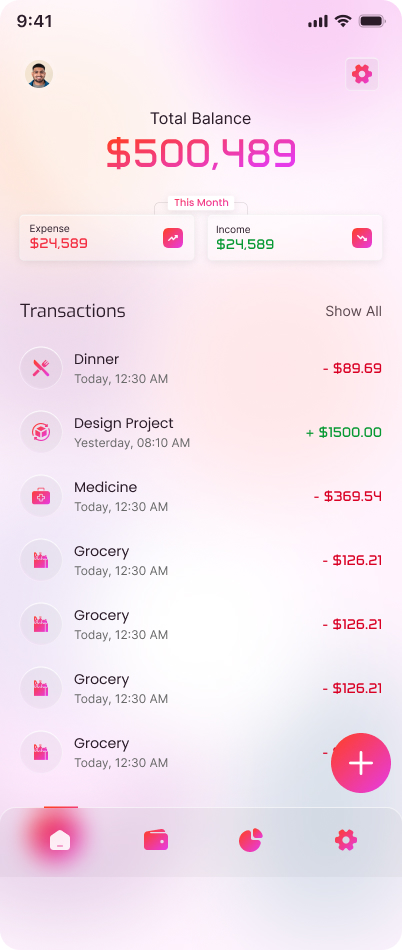 9:41
Total Balance
$500,489
This Month
Expense
$24,589
Income
$24,589
Transactions
Show All
Dinner
Today, 12:30 AM
- $89.69
Design Project
Yesterday, 08:10 AM
+ $1500.00
Medicine
Today, 12:30 AM
- $369.54
Grocery
Today, 12:30 AM
- $126.21
Grocery
Today, 12:30 AM
- $126.21
Grocery
Today, 12:30 AM
- $126.21
Grocery
Today, 12:30 AM
-